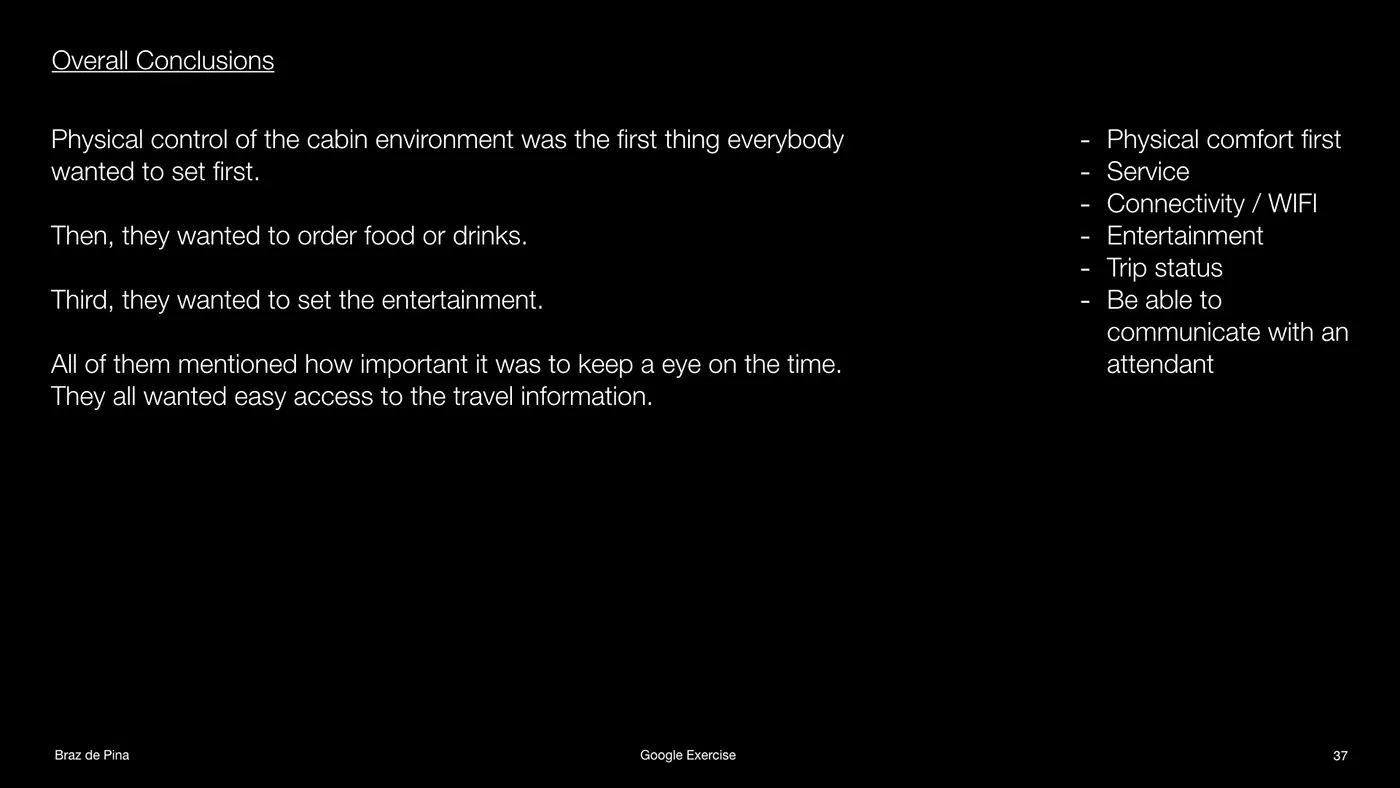 Overall Conclusions
Physical control of the cabin environment was the first thing everybody
wanted to set first.
Then, they wanted to order food or drinks.
Third, they wanted to set the entertainment.
All of them mentioned how important it was to keep a eye on the time.
They all wanted easy access to the travel information.
- Physical comfort first
- Service
- Connectivity / WIFI
- Entertainment
- Trip status
- Be able to
communicate with an
attendant
Braz de Pina
Google Exercise
37